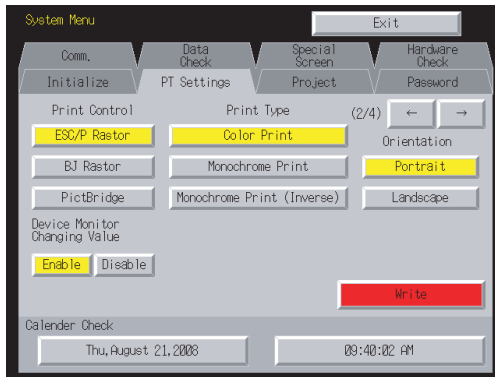 System Menu
Exit
Comm.
Data
Check
Special
Screen
Hardware
Check
Initialize
PT Settings
Project
Password
Print Control
Print Type
(2/4)
←
→
ESC/P Rastor
Color Print
Orientation
BJ Rastor
Monochrome Print
Portrait
PictBridge
Monochrome Print (Inverse)
Landscape
Device Monitor
Changing Value
Enable
Disable
Write
Calender Check
Thu,August 21,2008
09:40:02 AM